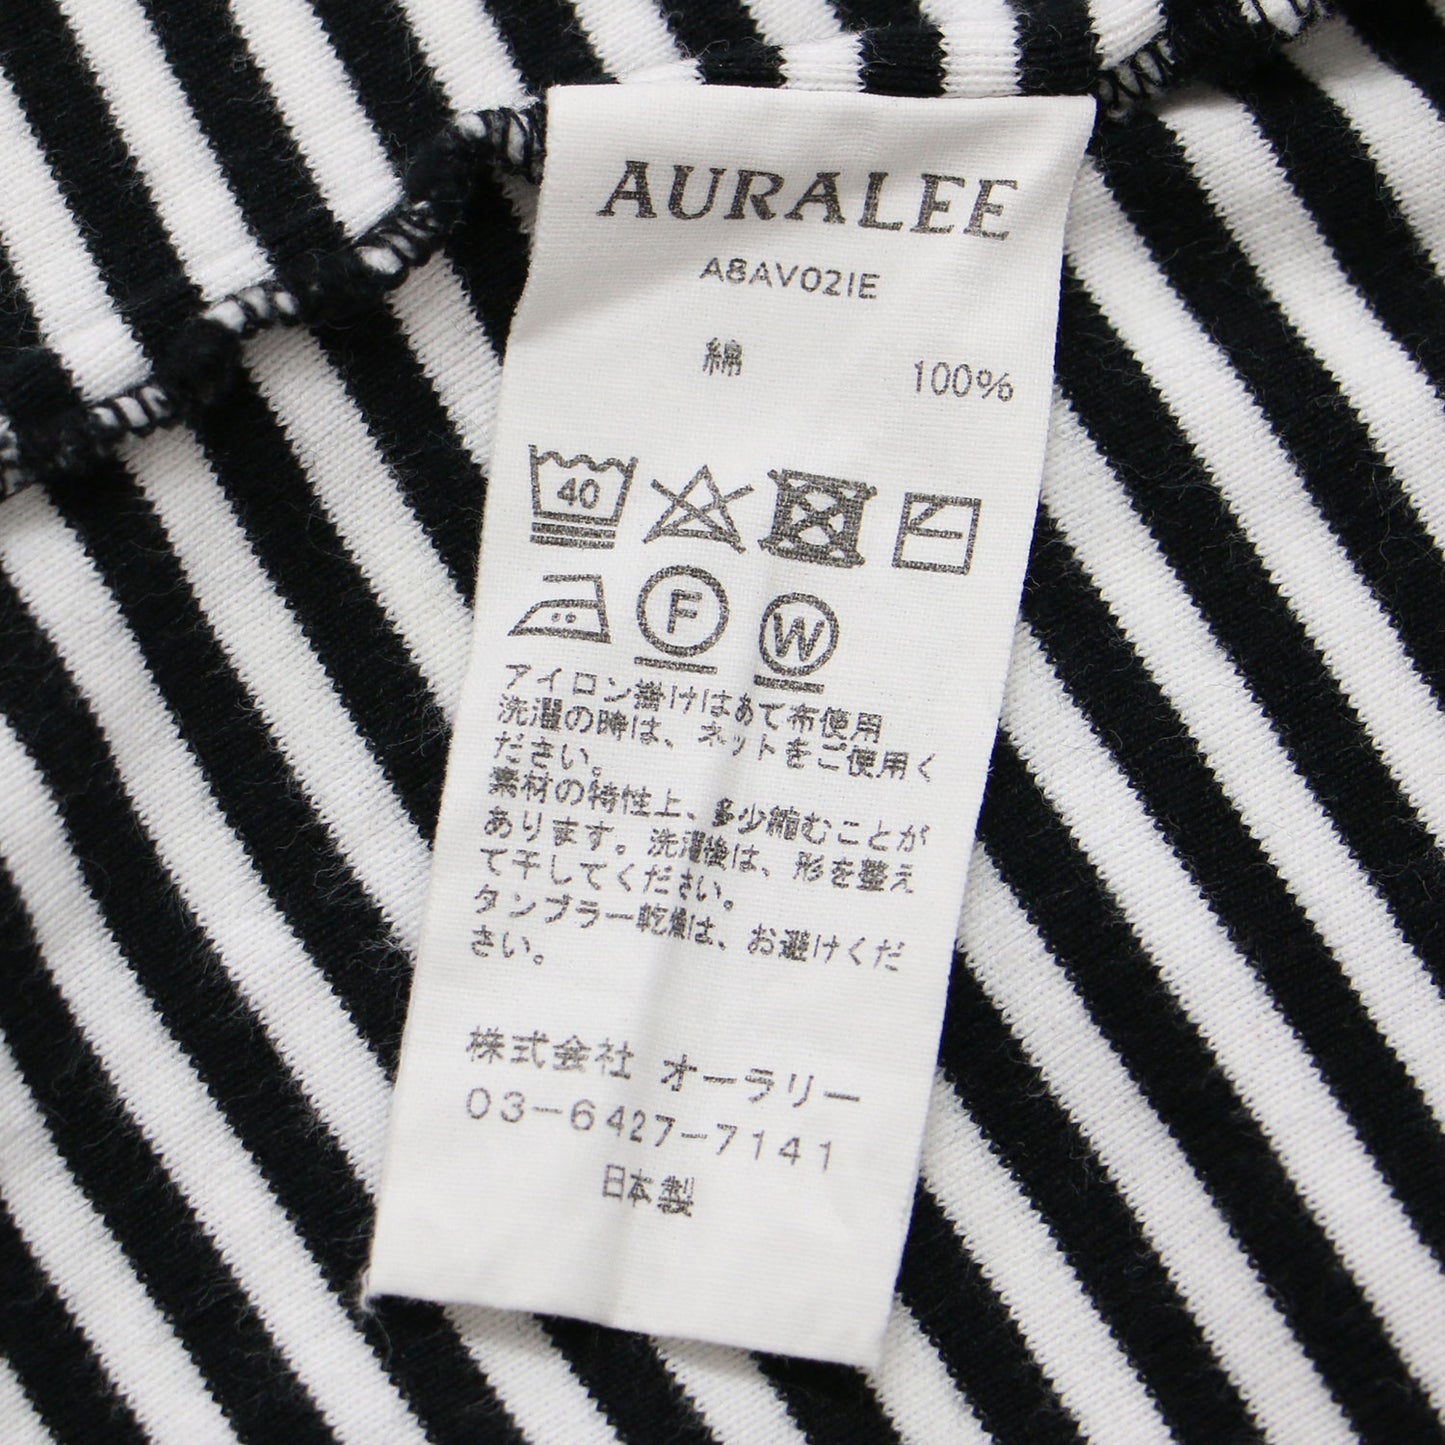 AURALEE
A8AV02IE
綿 100%
40
F W
アイロン掛けはあて布使用
洗濯の時は、ネットをご使用く
ださい。
素材の特性上、多少縮むことが
あります。洗濯後は、形を整え
て干してください。
タンブラー乾燥は、お避けくだ
さい。
株式会社 オーラリー
03-6427-7141
日本製